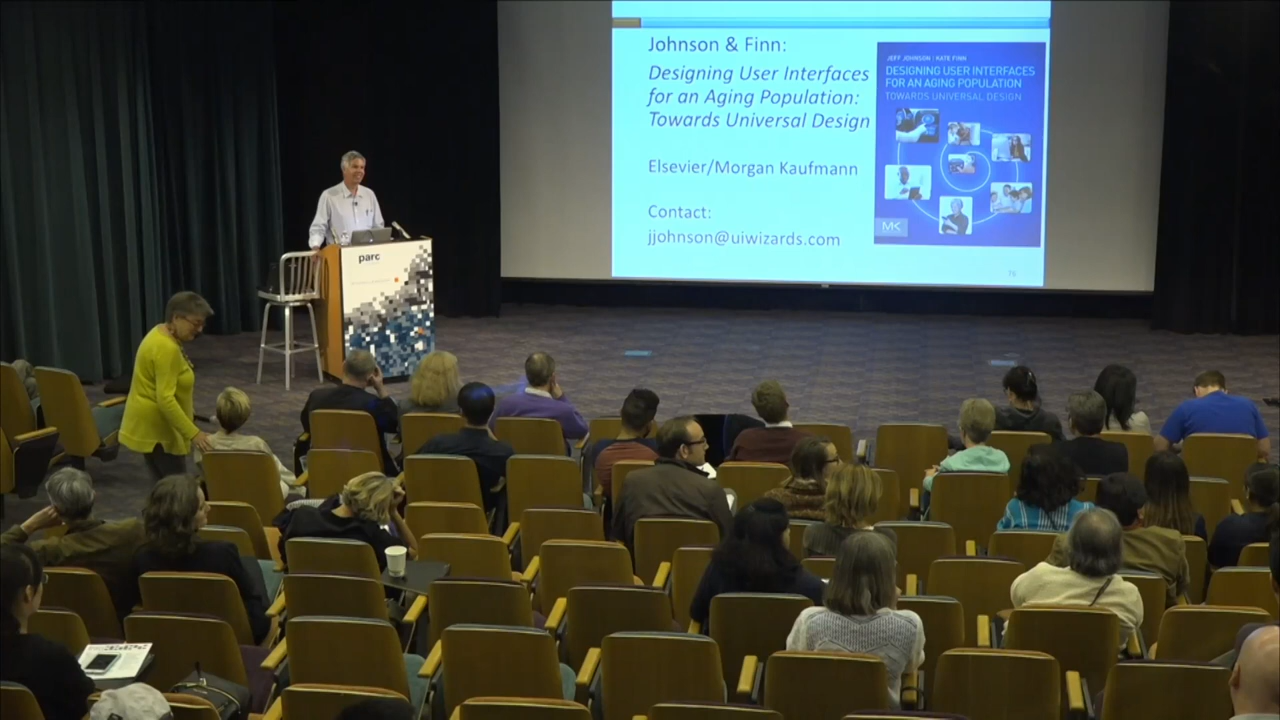 Johnson & Finn:
Designing User Interfaces
for an Aging Population:
Towards Universal Design
Elsevier/Morgan Kaufmann
Contact:
jjohnson@uiwizards.com
JEFF JOHNSON | KATE FINN
DESIGNING USER INTERFACES
FOR AN AGING POPULATION
TOWARDS UNIVERSAL DESIGN
MK
76
parc